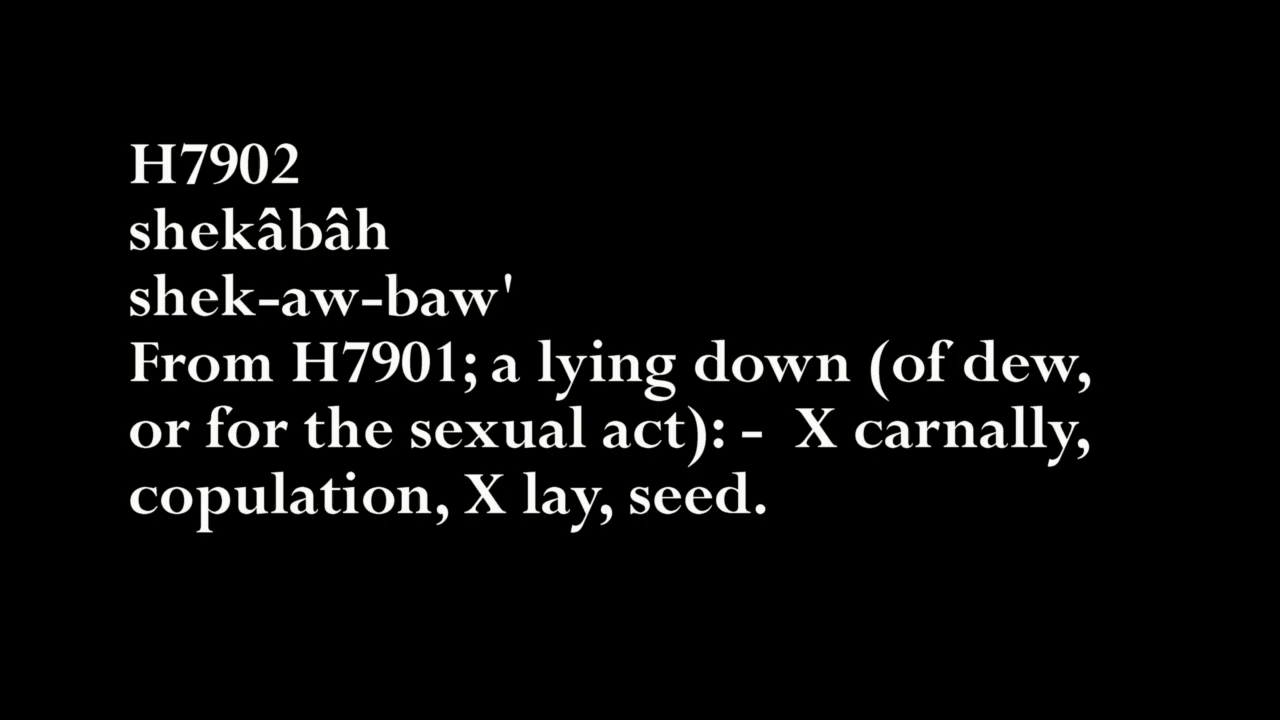 H7902
shekâbâh
shek-aw-baw'
From H7901; a lying down (of dew,
or for the sexual act): -  X carnally,
copulation, X lay, seed.